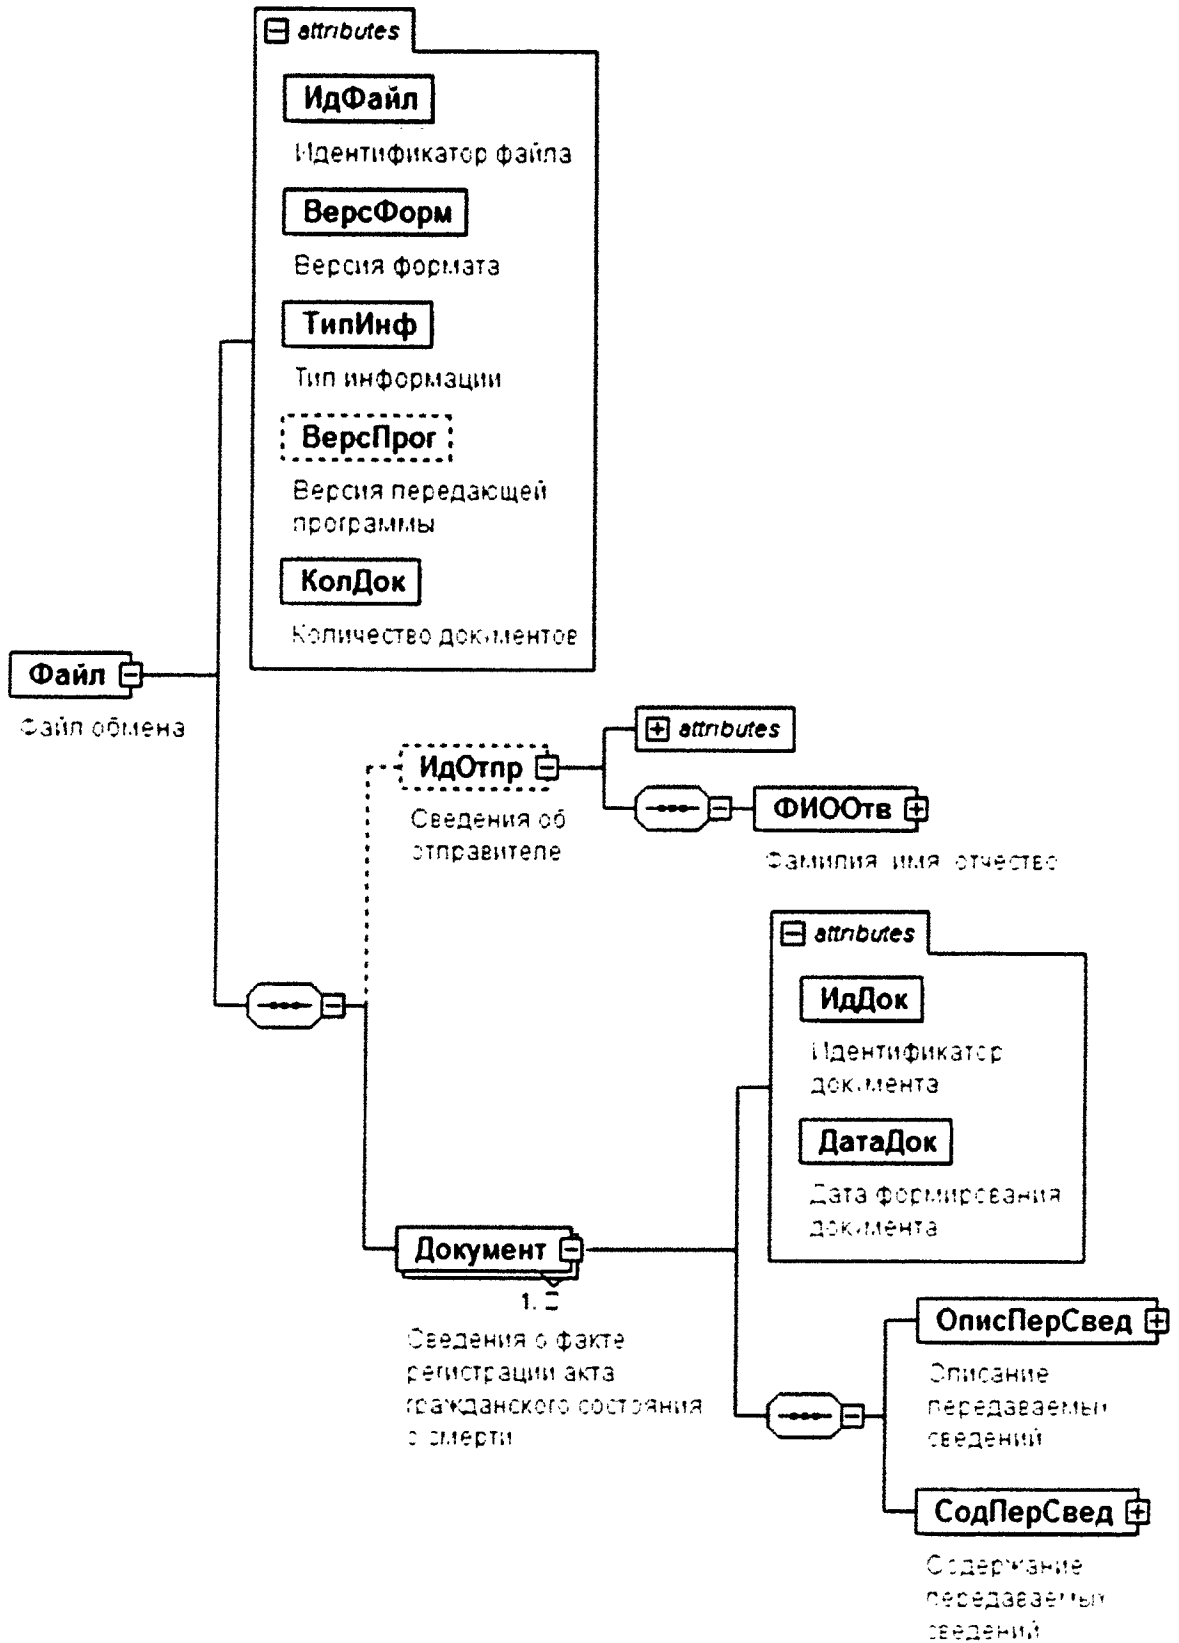 attributes
ИдФайл
Идентификатор файла
ВерсФорм
Версия формата
ТипИнф
Тип информации
ВерсПрог
Версия передающей
программы
КолДок
Количество документов
Файл
Файл обмена
ИдОтпр
Сведения об
отправителе
attributes
ФИООтв
Фамилия имя отчество
attributes
ИдДок
Идентификатор
документа
ДатаДок
Дата формирования
документа
Документ
1..
Сведения о факте
регистрации акта
гражданского состояния
о смерти
ОписПерСвед
Описание
передаваемых
сведений
СодПерСвед
Содержание
передаваемых
сведений